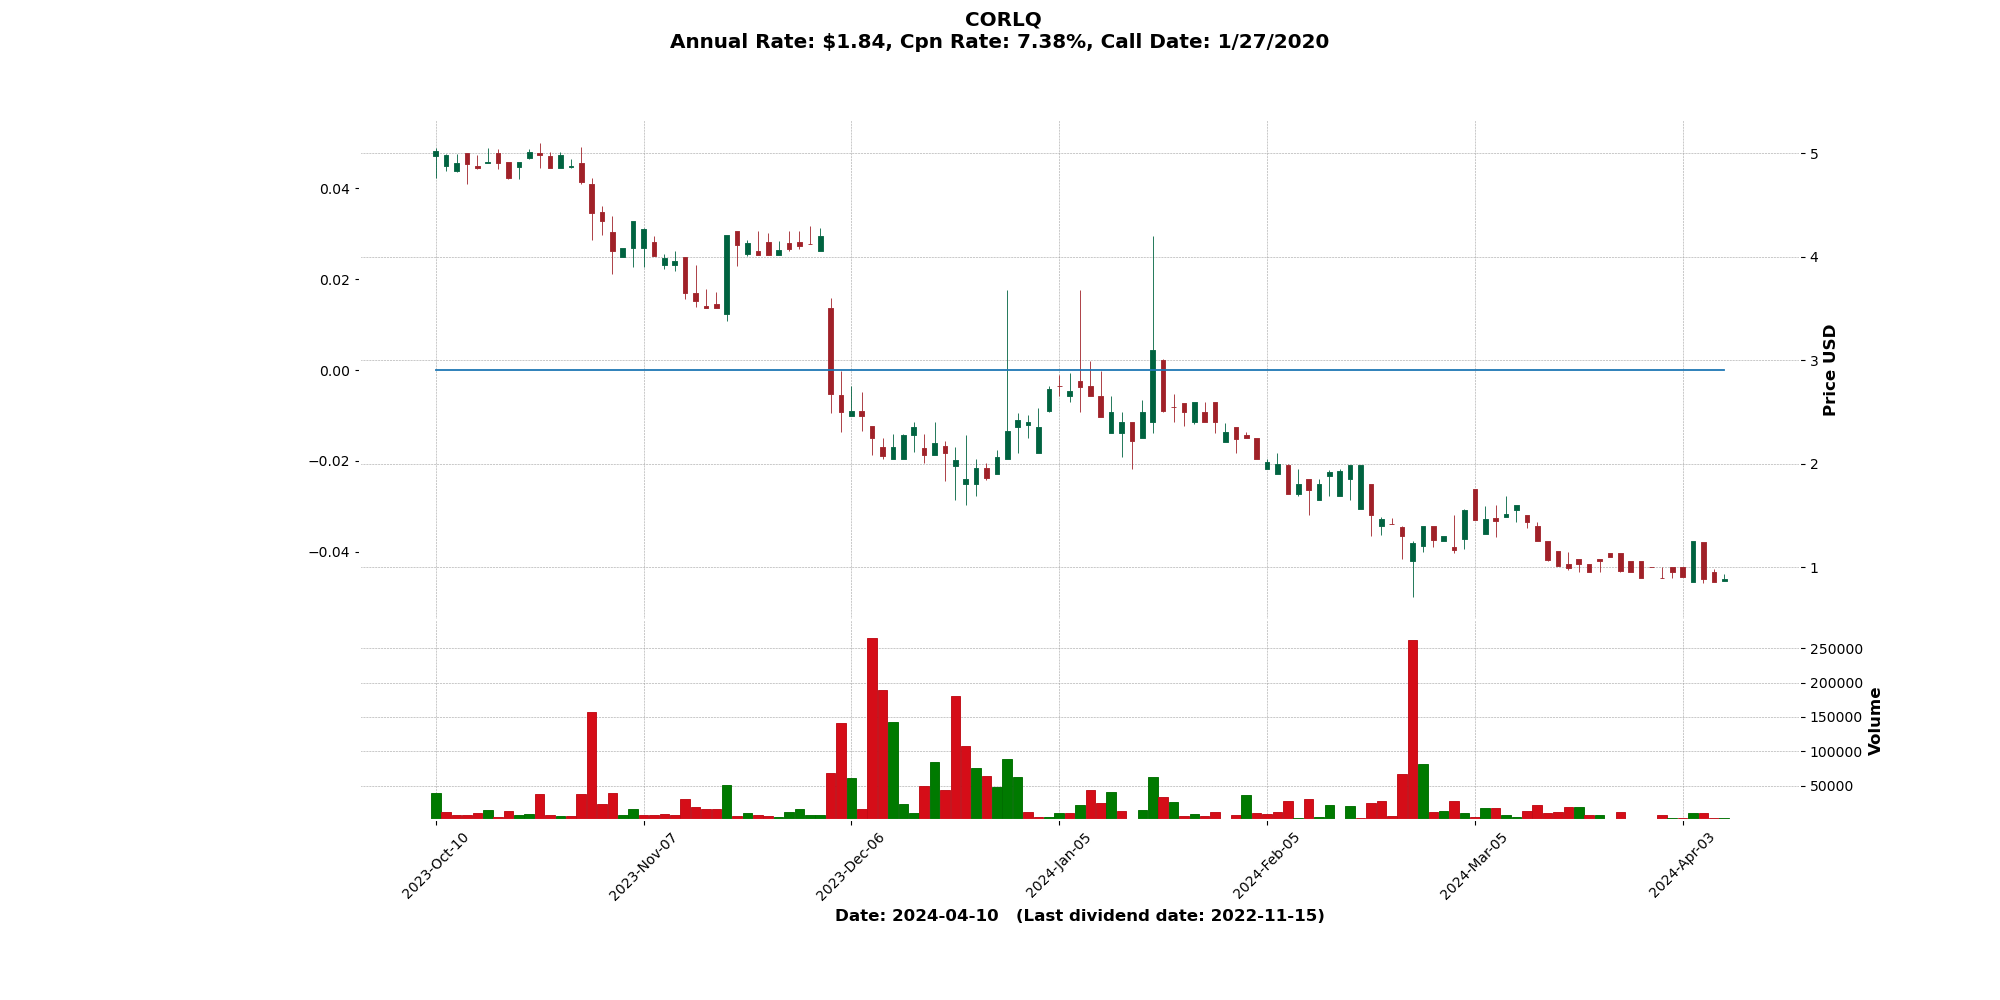 CORLQ
Annual Rate: $1.84, Cpn Rate: 7.38%, Call Date: 1/27/2020
0.04
0.02
0.00
−0.02
−0.04
5
4
3
2
1
Price USD
250000
200000
150000
100000
50000
Volume
2023-Oct-10
2023-Nov-07
2023-Dec-06
2024-Jan-05
2024-Feb-05
2024-Mar-05
2024-Apr-03
Date: 2024-04-10 (Last dividend date: 2022-11-15)